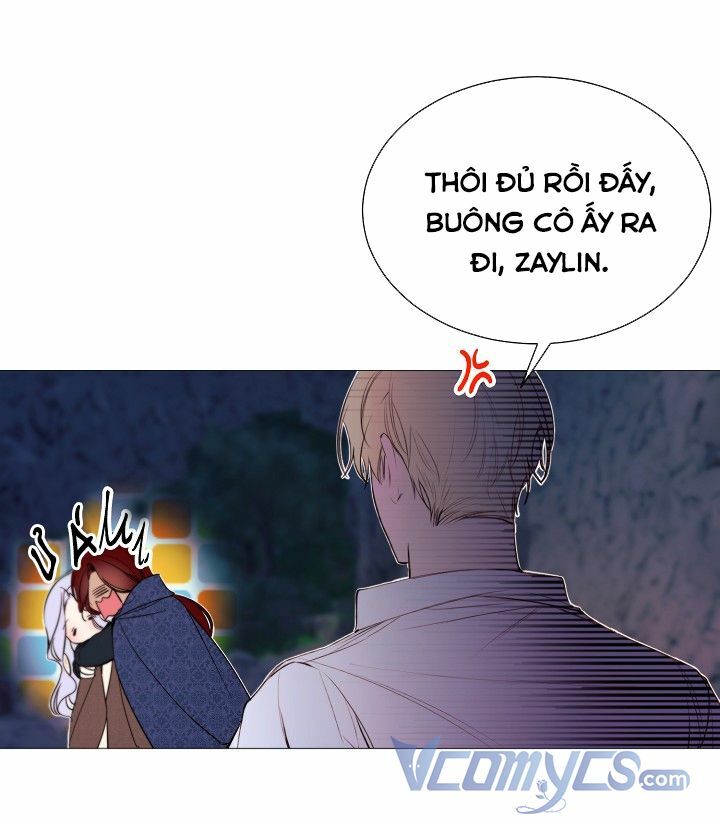 THÔI ĐỦ RỒI ĐẤY,
BUÔNG CÔ ẤY RA
ĐI, ZAYLIN.
VCOMYCS.com